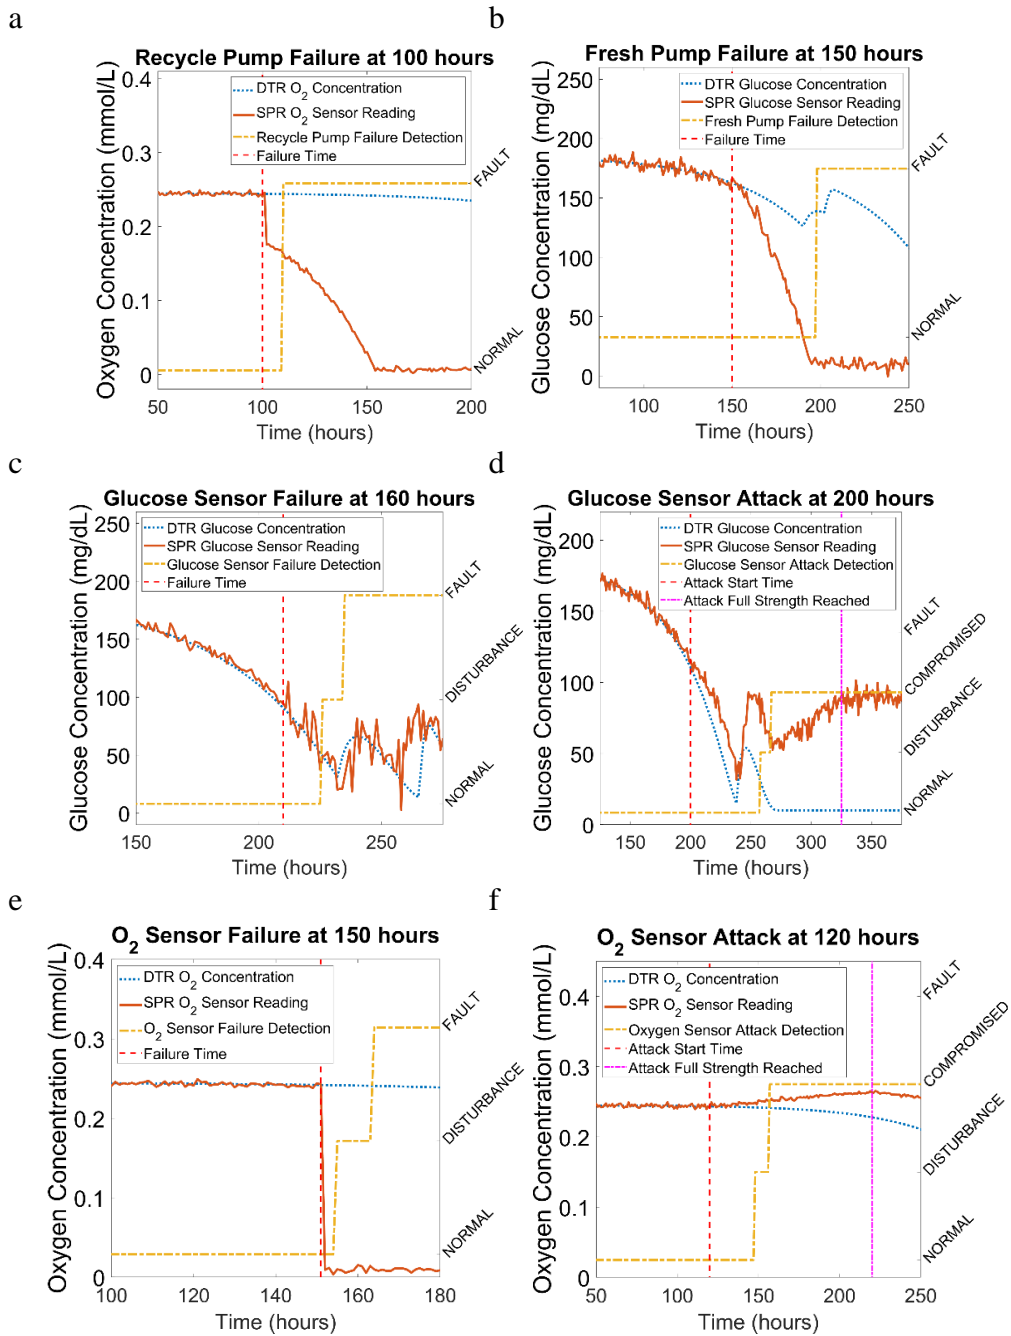 a
Recycle Pump Failure at 100 hours
Oxygen Concentration (mmol/L)
0.4
0.3
0.2
0.1
0
DTR O2 Concentration
SPR O2 Sensor Reading
Recycle Pump Failure Detection
Failure Time
FAULT
NORMAL
50
100
150
200
Time (hours)
b
Fresh Pump Failure at 150 hours
Glucose Concentration (mg/dL)
250
200
150
100
50
0
DTR Glucose Concentration
SPR Glucose Sensor Reading
Fresh Pump Failure Detection
Failure Time
FAULT
NORMAL
100
150
200
250
Time (hours)
c
Glucose Sensor Failure at 160 hours
Glucose Concentration (mg/dL)
250
200
150
100
50
0
DTR Glucose Concentration
SPR Glucose Sensor Reading
Glucose Sensor Failure Detection
Failure Time
FAULT
DISTURBANCE
NORMAL
150
200
250
Time (hours)
d
Glucose Sensor Attack at 200 hours
Glucose Concentration (mg/dL)
200
150
100
50
0
DTR Glucose Concentration
SPR Glucose Sensor Reading
Glucose Sensor Attack Detection
Attack Start Time
Attack Full Strength Reached
FAULT
COMPROMISED
DISTURBANCE
NORMAL
150
200
250
300
350
Time (hours)
e
O2 Sensor Failure at 150 hours
Oxygen Concentration (mmol/L)
0.4
0.3
0.2
0.1
0
DTR O2 Concentration
SPR O2 Sensor Reading
O2 Sensor Failure Detection
Failure Time
FAULT
DISTURBANCE
NORMAL
100
120
140
160
180
Time (hours)
f
O2 Sensor Attack at 120 hours
Oxygen Concentration (mmol/L)
0.4
0.3
0.2
0.1
0
DTR O2 Concentration
SPR O2 Sensor Reading
Oxygen Sensor Attack Detection
Attack Start Time
Attack Full Strength Reached
FAULT
COMPROMISED
DISTURBANCE
NORMAL
50
100
150
200
250
Time (hours)